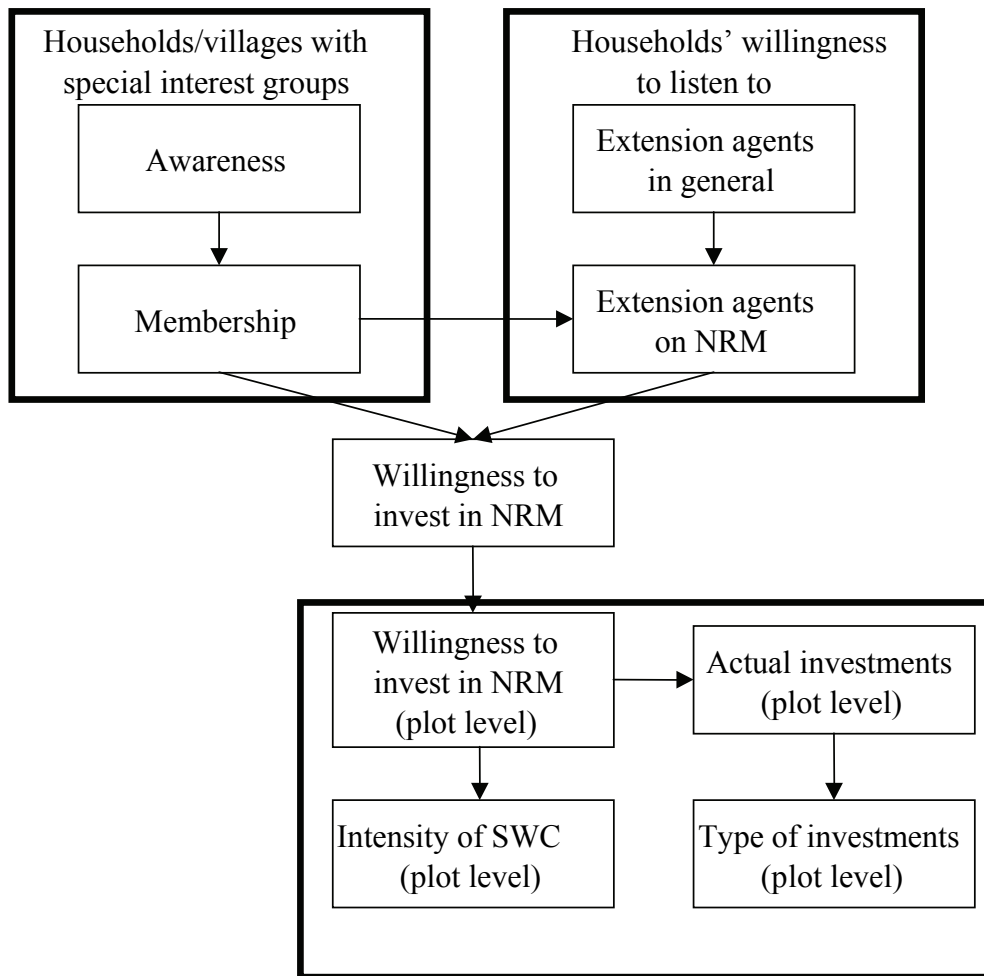 Households/villages with
special interest groups
Awareness
Membership
Households’ willingness
to listen to
Extension agents
in general
Extension agents
on NRM
Willingness to
invest in NRM
Willingness to
invest in NRM
(plot level)
Actual investments
(plot level)
Intensity of SWC
(plot level)
Type of investments
(plot level)